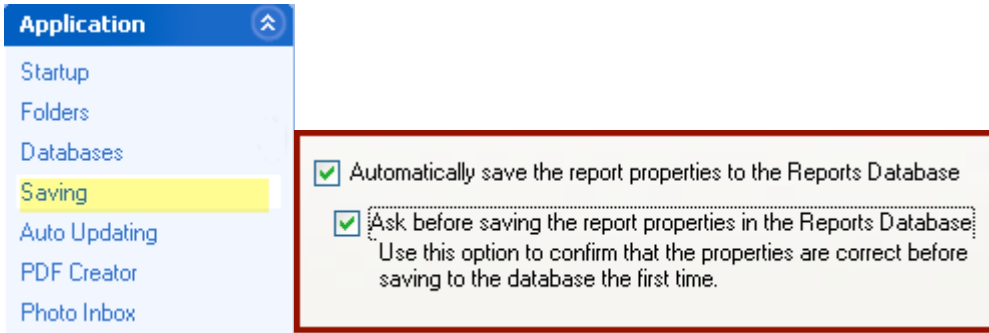 Application
Startup
Folders
Databases
Saving
Auto Updating
PDF Creator
Photo Inbox
Automatically save the report properties to the Reports Database
Ask before saving the report properties in the Reports Database
Use this option to confirm that the properties are correct before
saving to the database the first time.